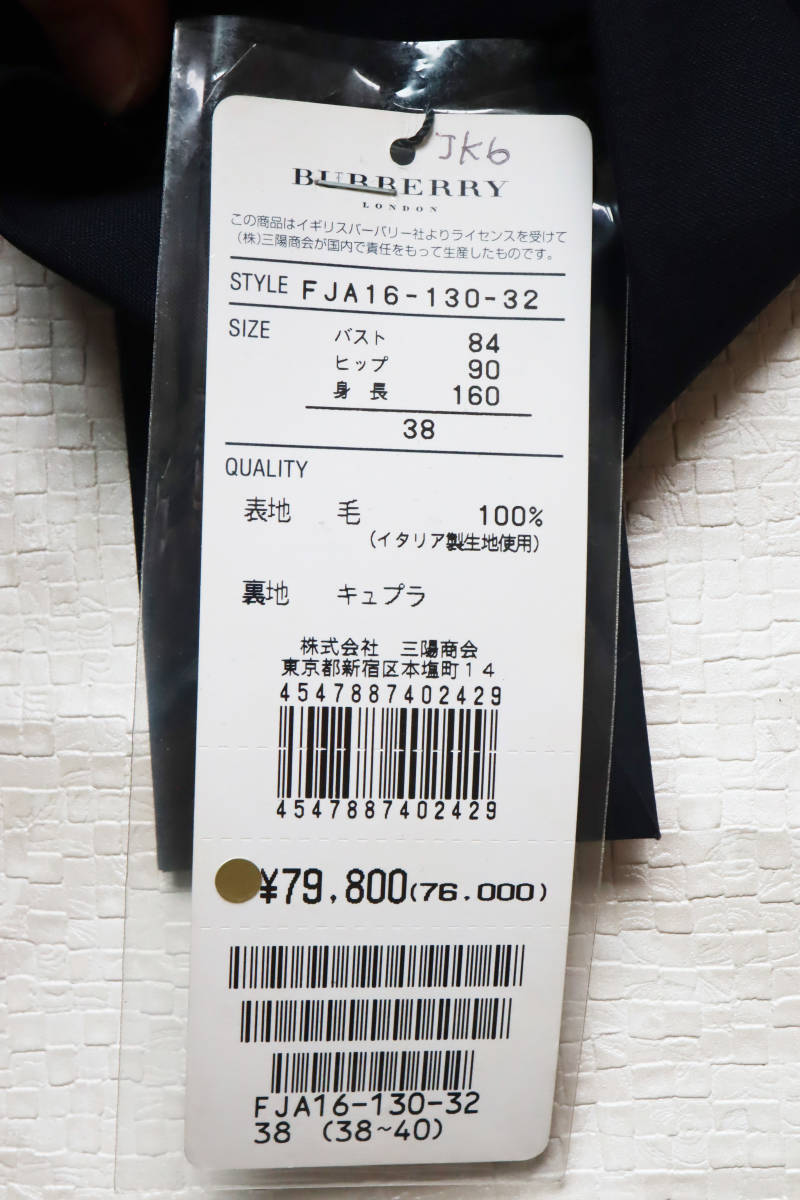 JK6
BURBERRY
LONDON
この商品はイギリスバーバリー社よりライセンスを受けて
(株)三陽商会が国内で責任をもって生産したものです。
STYLE FJA16-130-32
SIZE バスト 84
ヒップ 90
身長 160
38
QUALITY
表地 毛 100%
(イタリア製生地使用)
裏地 キュプラ
株式会社 三陽商会
東京都新宿区本塩町14
4547887402429
4547887402429
¥79,800(76.000)
FJA16-130-32
38 (38~40)